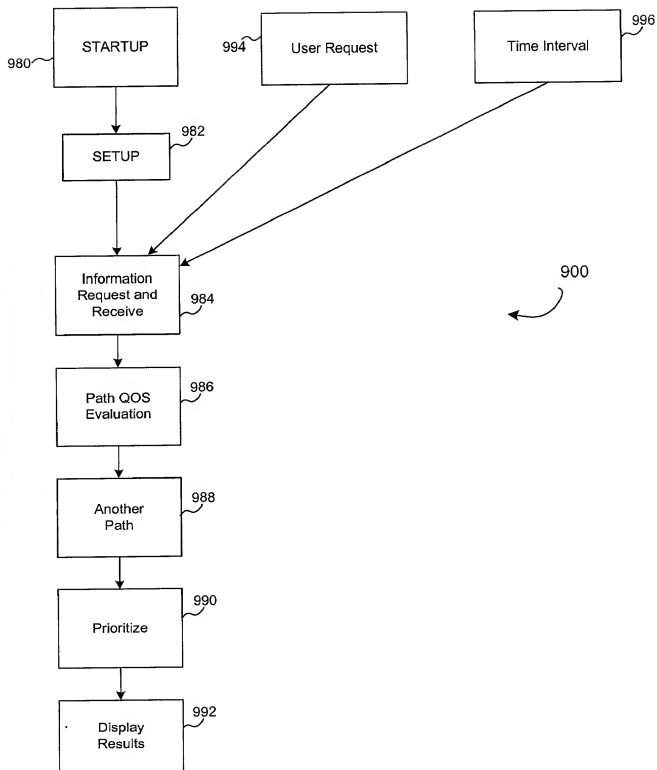 STARTUP
980
994
User Request
Time Interval
996
SETUP
982
Information
Request and
Receive
984
900
Path QOS
Evaluation
986
Another
Path
988
Prioritize
990
Display
Results
992